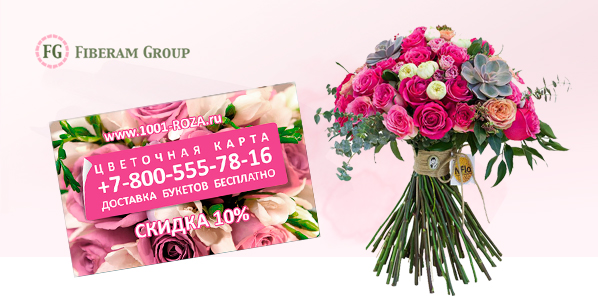 FG FIBERAM GROUP
www.1001-ROZA.ru
ЦВЕТОЧНАЯ КАРТА
+7-800-555-78-16
ДОСТАВКА БУКЕТОВ БЕСПЛАТНО
СКИДКА 10%